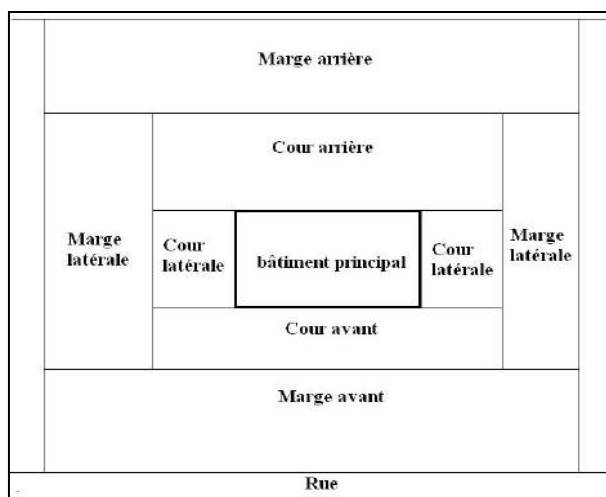 Marge arrière
Cour arrière
Marge
latérale
Cour
latérale
bâtiment principal
Cour
latérale
Marge
latérale
Cour avant
Marge avant
Rue